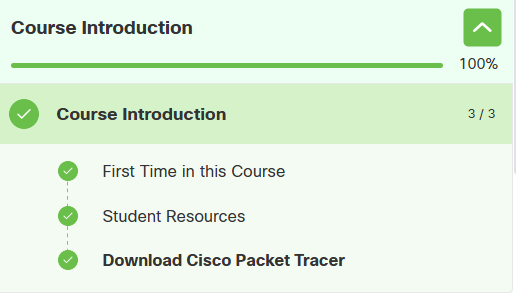 Course Introduction
100%
Course Introduction 3 / 3
First Time in this Course
Student Resources
Download Cisco Packet Tracer